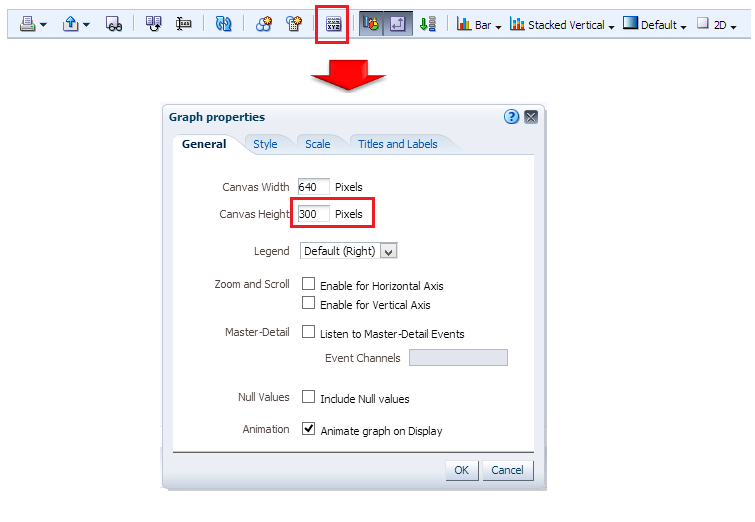 XXXB
XYZ
Bar Stacked Vertical Default 2D
Graph properties
General Style Scale Titles and Labels
Canvas Width 640 Pixels
Canvas Height 300 Pixels
Legend Default (Right)
Zoom and Scroll Enable for Horizontal Axis
Enable for Vertical Axis
Master-Detail Listen to Master-Detail Events
Event Channels
Null Values Include Null values
Animation Animate graph on Display
OK Cancel